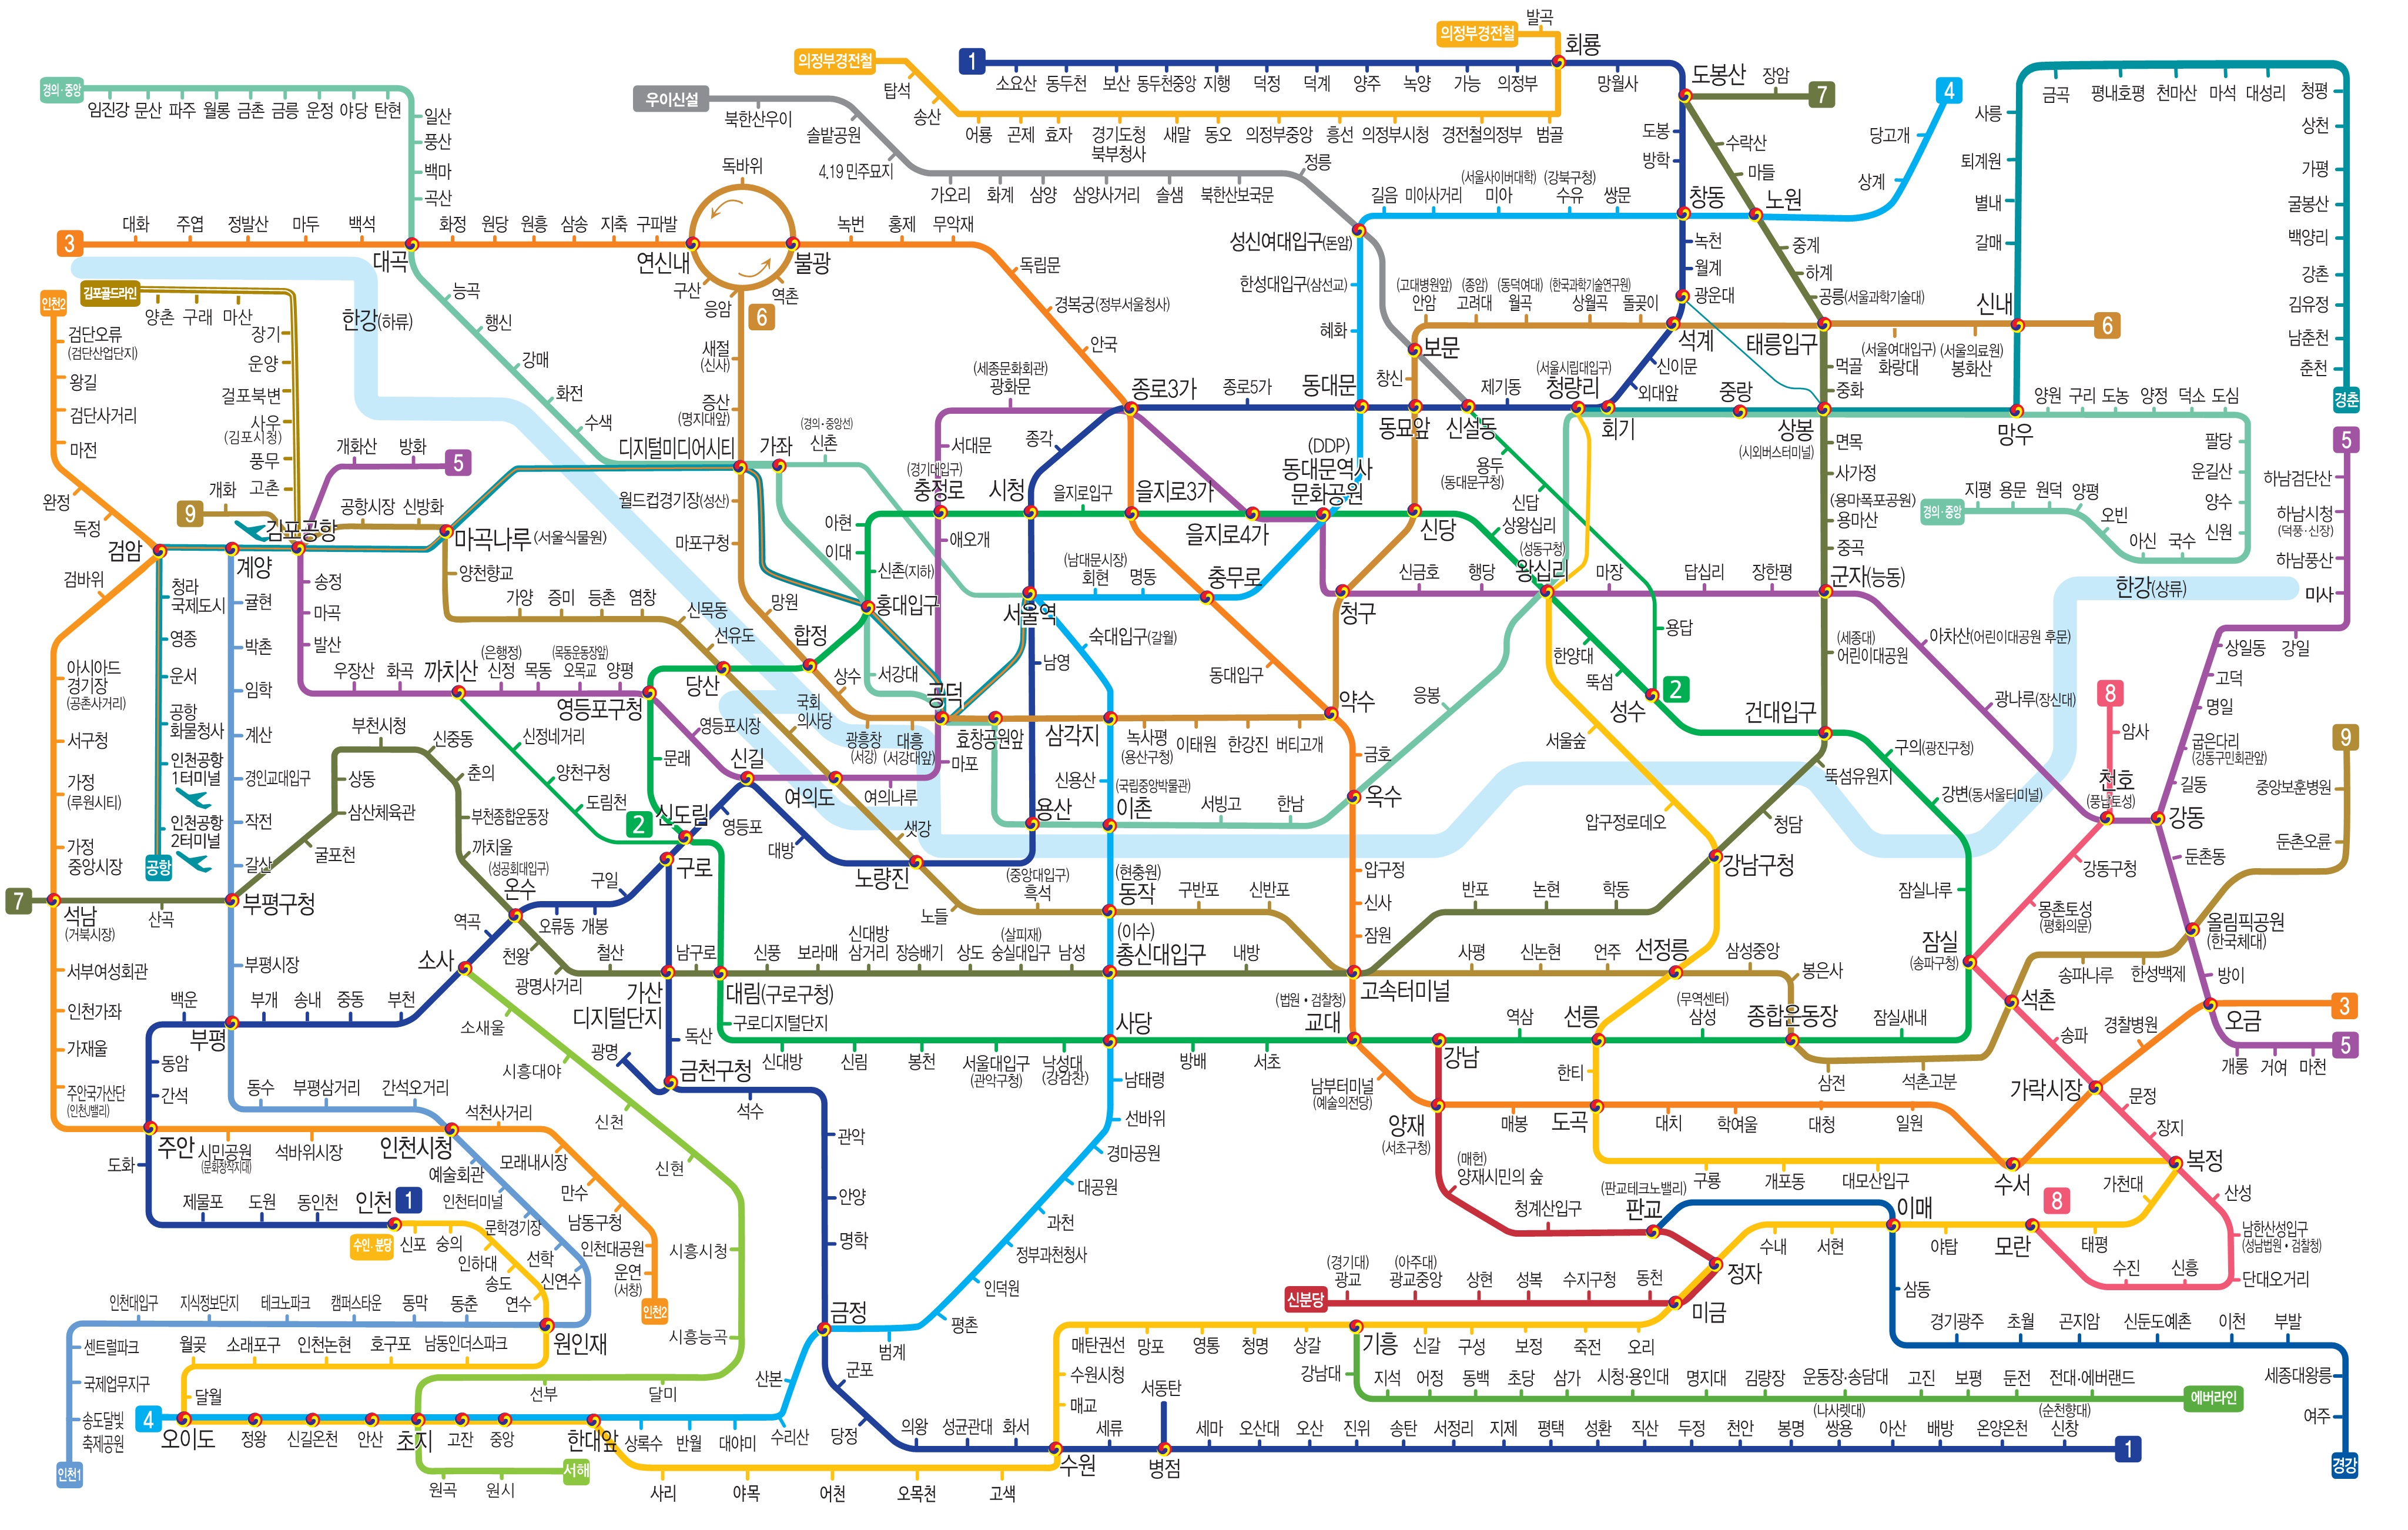 의정부경전철
발곡
회룡
의정부경전철
탑석
송산
어룡
곤제
효자
경기도청
북부청사
새말
동오
의정부중앙
흥선
의정부시청
경전철의정부
범골
1
소요산
동두천
보산
동두천중앙
지행
덕정
덕계
양주
녹양
가능
의정부
망월사
도봉산
장암
7
경의·중앙
임진강
문산
파주
월롱
금촌
금릉
운정
야당
탄현
일산
풍산
백마
곡산
우이신설
북한산우이
솔밭공원
4.19 민주묘지
가오리
화계
삼양
삼양사거리
솔샘
북한산보국문
정릉
도봉
방학
수락산
마들
4
당고개
상계
노원
창동
(서울사이버대학)
(강북구청)
길음
미아사거리
미아
수유
쌍문
성신여대입구(돈암)
한성대입구(삼선교)
혜화
사릉
퇴계원
별내
갈매
금곡
평내호평
천마산
마석
대성리
청평
상천
가평
굴봉산
백양리
강촌
김유정
남춘천
춘천
경춘
3
대화
주엽
정발산
마두
백석
대곡
화정
원당
원흥
삼송
지축
구파발
연신내
독바위
불광
구산
응암
역촌
6
녹번
홍제
무악재
독립문
경복궁(정부서울청사)
안국
종로3가
녹천
월계
광운대
석계
신이문
외대앞
중계
하계
공릉(서울과학기술대)
태릉입구
신내
6
(고대병원앞)
안암
(종암)
고려대
(동덕여대)
월곡
(한국과학기술연구원)
상월곡
돌곶이
보문
창신
(서울여대입구)
화랑대
(서울의료원)
봉화산
먹골
중화
인천2
검단오류
(검단산업단지)
왕길
검단사거리
마전
완정
독정
검암
검바위
아시아드
경기장
(공촌사거리)
서구청
가정
(루원시티)
가정
중앙시장
석남
(거북시장)
서부여성회관
인천가좌
가재울
주안국가산단
(인천J밸리)
김포골드라인
양촌
구래
마산
장기
운양
걸포북변
사우
(김포시청)
풍무
고촌
한강(하류)
능곡
행신
강매
화전
수색
디지털미디어시티
가좌
(경의·중앙선)
신촌
새절
(신사)
증산
(명지대앞)
월드컵경기장(성산)
마포구청
망원
합정
개화산
방화
5
9
개화
김포공항
공항시장
신방화
마곡나루(서울식물원)
양천향교
가양
증미
등촌
염창
신목동
선유도
당산
계양
귤현
박촌
임학
계산
경인교대입구
작전
갈산
부평구청
부평시장
부평
청라
국제도시
영종
운서
공항
화물청사
인천공항
1터미널
인천공항
2터미널
공항
송정
마곡
발산
우장산
화곡
까치산
(은행정)
신정
목동
(목동운동장앞)
오목교
양평
영등포구청
(세종문화회관)
광화문
종각
서대문
(경기대입구)
충정로
시청
을지로입구
을지로3가
을지로4가
종로5가
동대문
(DDP)
동대문역사
문화공원
동묘앞
신설동
제기동
(서울시립대입구)
청량리
회기
중랑
상봉
(시외버스터미널)
망우
용두
(동대문구청)
신답
상왕십리
(성동구청)
왕십리
신당
아현
이대
신촌(지하)
홍대입구
애오개
서울역
(남대문시장)
회현
명동
충무로
청구
신금호
행당
마장
답십리
장한평
군자(능동)
용답
한양대
뚝섬
성수
2
면목
사가정
(용마폭포공원)
용마산
중곡
양원
구리
도농
양정
덕소
도심
팔당
운길산
양수
신원
경의·중앙
지평
용문
원덕
양평
오빈
아신
국수
5
하남검단산
하남시청
(덕풍·신장)
하남풍산
미사
한강(상류)
강일
상일동
고덕
명일
굽은다리
(강동구민회관앞)
길동
강동
아차산(어린이대공원 후문)
광나루(장신대)
(세종대)
어린이대공원
건대입구
뚝섬유원지
구의(광진구청)
강변(동서울터미널)
8
암사
천호
(풍납토성)
강동구청
몽촌토성
(평화의문)
잠실나루
잠실
(송파구청)
9
중앙보훈병원
둔촌오륜
둔촌동
올림픽공원
(한국체대)
방이
송파나루
한성백제
석촌
송파
경찰병원
오금
3
5
개롱
거여
마천
가락시장
문정
장지
복정
산성
남한산성입구
(성남법원·검찰청)
단대오거리
신흥
수진
모란
8
숙대입구(갈월)
남영
동대입구
약수
응봉
서울숲
서강대
공덕
상수
국회
의사당
광흥창
(서강)
대흥
(서강대앞)
효창공원앞
삼각지
녹사평
(용산구청)
이태원
한강진
버티고개
금호
옥수
마포
여의나루
여의도
영등포시장
신길
샛강
노량진
대방
영등포
문래
신도림
구로
2
신정네거리
양천구청
도림천
신용산
용산
(국립중앙박물관)
이촌
서빙고
한남
압구정로데오
강남구청
청담
압구정
신사
잠원
부천시청
신중동
상동
춘의
삼산체육관
굴포천
부천종합운동장
까치울
(성공회대입구)
온수
7
산곡
역곡
소사
오류동
개봉
구일
천왕
광명사거리
철산
가산
디지털단지
남구로
대림(구로구청)
구로디지털단지
독산
금천구청
광명
신풍
보라매
신대방
삼거리
장승배기
상도
(살피재)
숭실대입구
남성
(이수)
총신대입구
노들
(중앙대입구)
흑석
(현충원)
동작
구반포
신반포
내방
고속터미널
반포
논현
학동
사평
신논현
언주
선정릉
삼성중앙
봉은사
(법원·검찰청)
교대
강남
역삼
선릉
(무역센터)
삼성
종합운동장
잠실새내
삼전
석촌고분
백운
부개
송내
중동
부천
동암
간석
주안
도화
제물포
도원
동인천
인천
1
동수
부평삼거리
간석오거리
시민공원
(문화창작지대)
석바위시장
인천시청
석천사거리
모래내시장
만수
남동구청
인천대공원
운연
(서창)
인천2
예술회관
인천터미널
문학경기장
선학
신연수
소새울
시흥대야
신천
신현
시흥시청
시흥능곡
신대방
신림
봉천
서울대입구
(관악구청)
낙성대
(강감찬)
사당
방배
서초
남태령
선바위
경마공원
대공원
과천
정부과천청사
인덕원
평촌
범계
금정
석수
관악
안양
명학
군포
당정
산본
수리산
남부터미널
(예술의전당)
양재
(서초구청)
매봉
도곡
한티
대치
학여울
대청
일원
수서
구룡
개포동
대모산입구
가천대
태평
야탑
이매
서현
수내
정자
미금
(매헌)
양재시민의 숲
청계산입구
(판교테크노밸리)
판교
신분당
(경기대)
광교
(아주대)
광교중앙
상현
성복
수지구청
동천
삼동
경기광주
초월
곤지암
신둔도예촌
이천
부발
세종대왕릉
여주
경강
수인·분당
신포
숭의
인하대
송도
연수
원인재
인천대입구
지식정보단지
테크노파크
캠퍼스타운
동막
동춘
센트럴파크
국제업무지구
송도달빛
축제공원
인천1
월곶
소래포구
인천논현
호구포
남동인더스파크
달월
4
오이도
정왕
신길온천
안산
초지
고잔
중앙
한대앞
상록수
반월
대야미
선부
달미
원곡
원시
서해
사리
야목
어천
오목천
고색
수원
매교
수원시청
매탄권선
망포
영통
청명
상갈
기흥
신갈
구성
보정
죽전
오리
강남대
지석
어정
동백
초당
삼가
시청·용인대
명지대
김량장
운동장·송담대
고진
보평
둔전
전대·에버랜드
에버라인
의왕
성균관대
화서
세류
서동탄
병점
세마
오산대
오산
진위
송탄
서정리
지제
평택
성환
직산
두정
천안
봉명
(나사렛대)
쌍용
아산
배방
온양온천
(순천향대)
신창
1